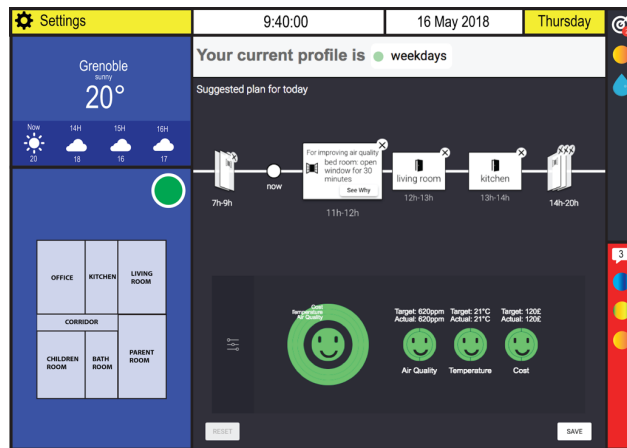 Settings
9:40:00
16 May 2018
Thursday
Grenoble
sunny
20°
Now 14H 15H 16H
20 18 16 17
Your current profile is weekdays
Suggested plan for today
For improving air quality
bed room: open
window for 30
minutes
See Why
living room
kitchen
now
7h-9h
11h-12h
12h-13h
13h-14h
14h-20h
OFFICE
KITCHEN
LIVING
ROOM
CORRIDOR
CHILDREN
ROOM
BATH
ROOM
PARENT
ROOM
Cost
Temperature
Air Quality
Target: 620ppm
Actual: 620ppm
Target: 21°C
Actual: 21°C
Target: 120£
Actual: 120£
Air Quality
Temperature
Cost
RESET
SAVE
3